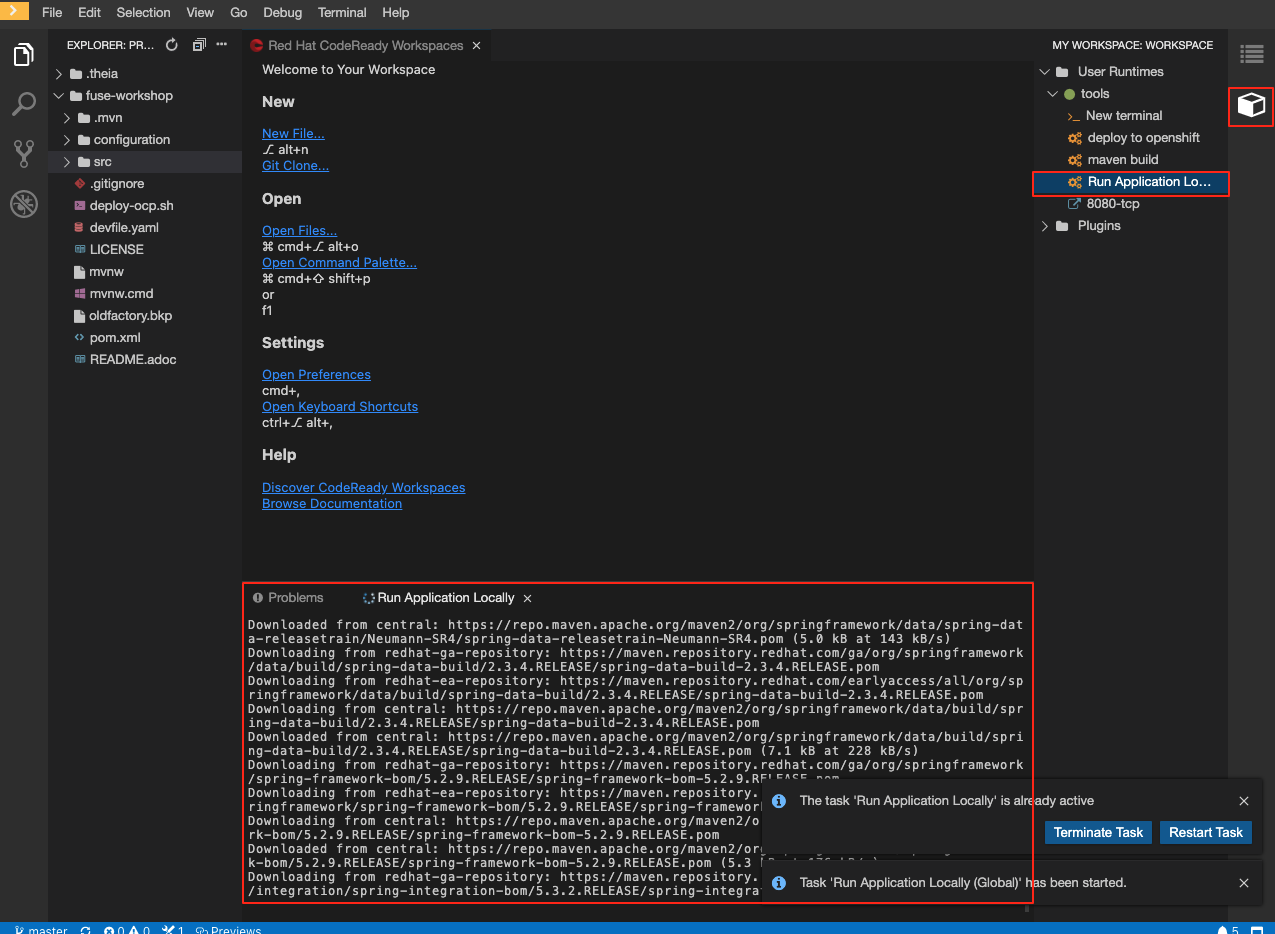 File Edit Selection View Go Debug Terminal Help
EXPLORER: PR...
.theia
fuse-workshop
.mvn
configuration
src
.gitignore
deploy-ocp.sh
devfile.yaml
LICENSE
mvnw
mvnw.cmd
oldfactory.bkp
pom.xml
README.adoc
Red Hat CodeReady Workspaces
Welcome to Your Workspace
New
New File...
⌥ alt+n
Git Clone...
Open
Open Files...
⌘ cmd+⌥ alt+o
Open Command Palette...
⌘ cmd+⇧ shift+p
or
f1
Settings
Open Preferences
cmd+,
Open Keyboard Shortcuts
ctrl+⌥ alt+,
Help
Discover CodeReady Workspaces
Browse Documentation
MY WORKSPACE: WORKSPACE
User Runtimes
tools
New terminal
deploy to openshift
maven build
Run Application Lo...
8080-tcp
Plugins
Problems Run Application Locally
Downloaded from central: https://repo.maven.apache.org/maven2/org/springframework/data/spring-dat
a-releasetrain/Neumann-SR4/spring-data-releasetrain-Neumann-SR4.pom (5.0 kB at 143 kB/s)
Downloading from redhat-ga-repository: https://maven.repository.redhat.com/ga/org/springframework
/data/build/spring-data-build/2.3.4.RELEASE/spring-data-build-2.3.4.RELEASE.pom
Downloading from redhat-ea-repository: https://maven.repository.redhat.com/earlyaccess/all/org/sp
ringframework/data/build/spring-data-build/2.3.4.RELEASE/spring-data-build-2.3.4.RELEASE.pom
Downloading from central: https://repo.maven.apache.org/maven2/org/springframework/data/build/spr
ing-data-build/2.3.4.RELEASE/spring-data-build-2.3.4.RELEASE.pom
Downloaded from central: https://repo.maven.apache.org/maven2/org/springframework/data/build/spri
ng-data-build/2.3.4.RELEASE/spring-data-build-2.3.4.RELEASE.pom (7.1 kB at 228 kB/s)
Downloading from redhat-ga-repository: https://maven.repository.redhat.com/ga/org/springframework
/spring-framework-bom/5.2.9.RELEASE/spring-framework-bom-5.2.9.RELEASE.pom
Downloading from redhat-ea-repository: https://maven.repository.
ringframework/spring-framework-bom/5.2.9.RELEASE/spring-framework
Downloading from central: https://repo.maven.apache.org/maven2/o
rk-bom/5.2.9.RELEASE/spring-framework-bom-5.2.9.RELEASE.pom
Downloaded from central: https://repo.maven.apache.org/maven2/or
k-bom/5.2.9.RELEASE/spring-framework-bom-5.2.9.RELEASE.pom (5.3
Downloading from redhat-ga-repository: https://maven.repository.
/integration/spring-integration-bom/5.3.2.RELEASE/spring-integra
The task 'Run Application Locally' is already active
Terminate Task Restart Task
Task 'Run Application Locally (Global)' has been started.
master 0 0 1 Previews 5